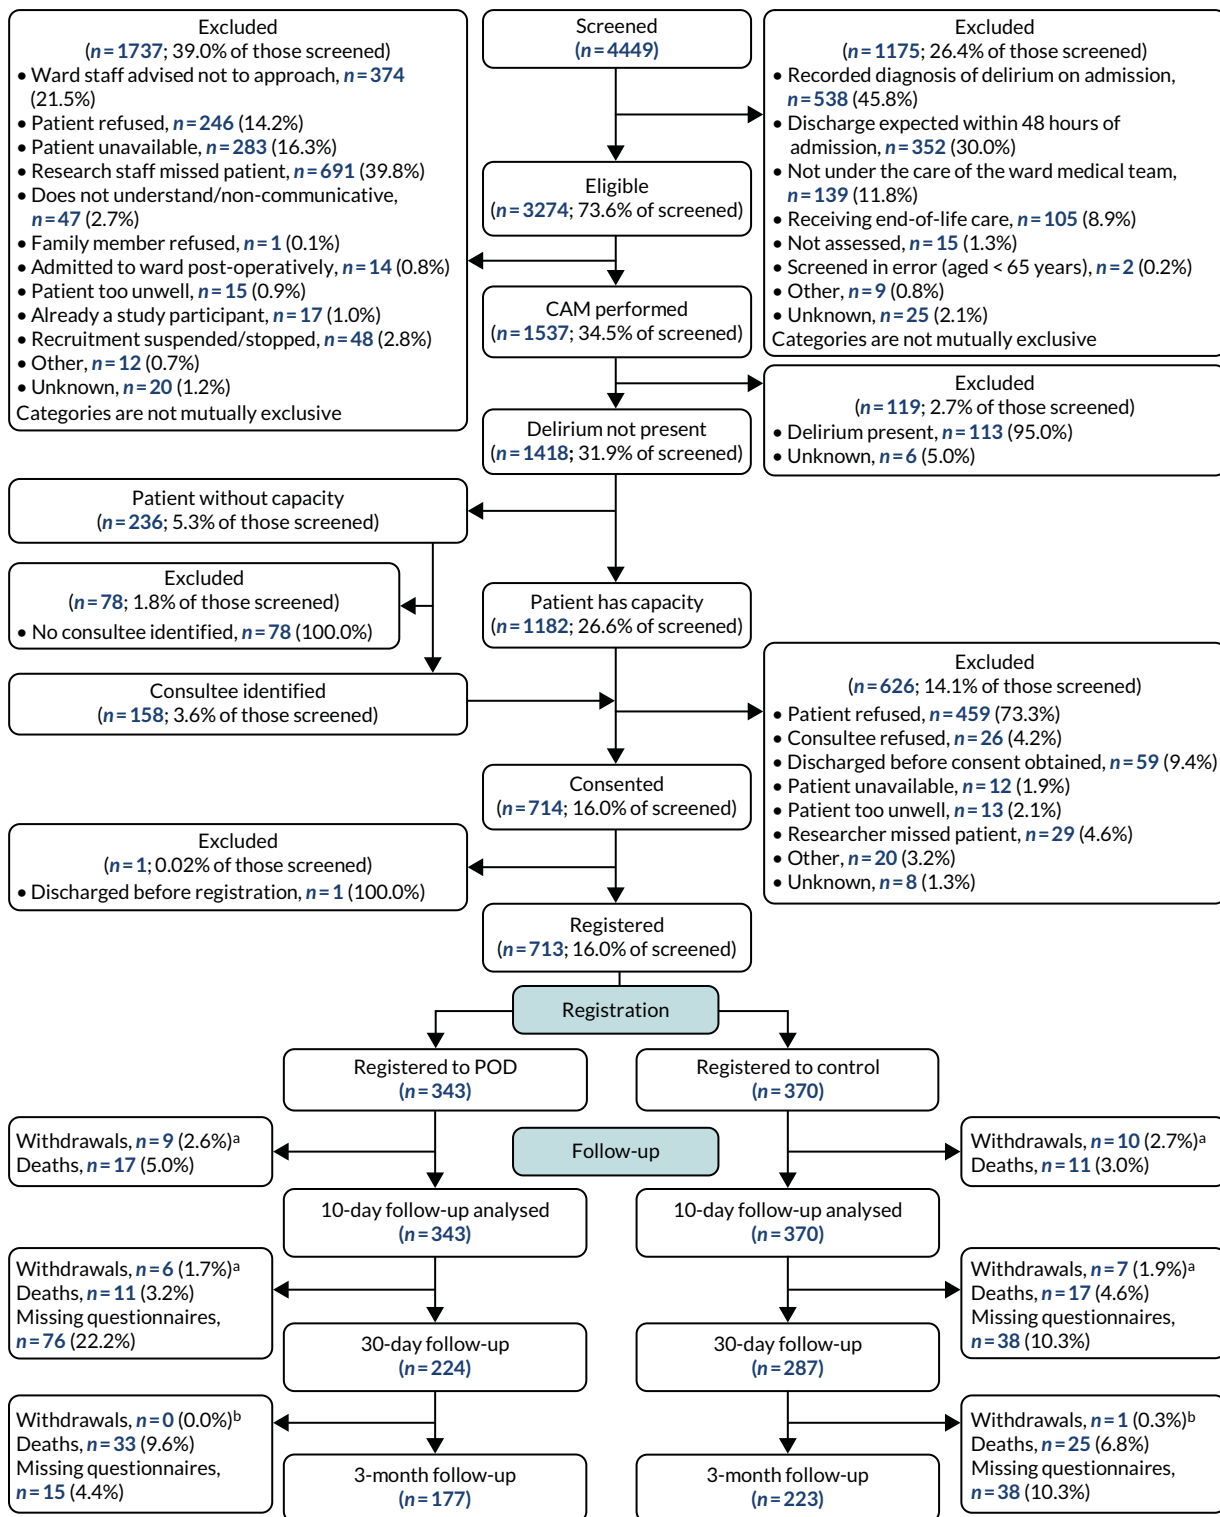 Excluded
(n=1737; 39.0% of those screened)
• Ward staff advised not to approach, n=374
(21.5%)
• Patient refused, n=246 (14.2%)
• Patient unavailable, n=283 (16.3%)
• Research staff missed patient, n=691 (39.8%)
• Does not understand/non-communicative,
n=47 (2.7%)
• Family member refused, n=1 (0.1%)
• Admitted to ward post-operatively, n=14 (0.8%)
• Patient too unwell, n=15 (0.9%)
• Already a study participant, n=17 (1.0%)
• Recruitment suspended/stopped, n=48 (2.8%)
• Other, n=12 (0.7%)
• Unknown, n=20 (1.2%)
Categories are not mutually exclusive
Screened
(n=4449)
Excluded
(n=1175; 26.4% of those screened)
• Recorded diagnosis of delirium on admission,
n=538 (45.8%)
• Discharge expected within 48 hours of
admission, n=352 (30.0%)
• Not under the care of the ward medical team,
n=139 (11.8%)
• Receiving end-of-life care, n=105 (8.9%)
• Not assessed, n=15 (1.3%)
• Screened in error (aged < 65 years), n=2 (0.2%)
• Other, n=9 (0.8%)
• Unknown, n=25 (2.1%)
Categories are not mutually exclusive
Eligible
(n=3274; 73.6% of screened)
CAM performed
(n=1537; 34.5% of screened)
Excluded
(n=119; 2.7% of those screened)
• Delirium present, n=113 (95.0%)
• Unknown, n=6 (5.0%)
Delirium not present
(n=1418; 31.9% of screened)
Patient without capacity
(n=236; 5.3% of those screened)
Excluded
(n=78; 1.8% of those screened)
• No consultee identified, n=78 (100.0%)
Patient has capacity
(n=1182; 26.6% of screened)
Consultee identified
(n=158; 3.6% of those screened)
Excluded
(n=626; 14.1% of those screened)
• Patient refused, n=459 (73.3%)
• Consultee refused, n=26 (4.2%)
• Discharged before consent obtained, n=59 (9.4%)
• Patient unavailable, n=12 (1.9%)
• Patient too unwell, n=13 (2.1%)
• Researcher missed patient, n=29 (4.6%)
• Other, n=20 (3.2%)
• Unknown, n=8 (1.3%)
Consented
(n=714; 16.0% of screened)
Excluded
(n=1; 0.02% of those screened)
• Discharged before registration, n=1 (100.0%)
Registered
(n=713; 16.0% of screened)
Registration
Registered to POD
(n=343)
Registered to control
(n=370)
Withdrawals, n=9 (2.6%)a
Deaths, n=17 (5.0%)
Follow-up
Withdrawals, n=10 (2.7%)a
Deaths, n=11 (3.0%)
10-day follow-up analysed
(n=343)
10-day follow-up analysed
(n=370)
Withdrawals, n=6 (1.7%)a
Deaths, n=11 (3.2%)
Missing questionnaires,
n=76 (22.2%)
Withdrawals, n=7 (1.9%)a
Deaths, n=17 (4.6%)
Missing questionnaires,
n=38 (10.3%)
30-day follow-up
(n=224)
30-day follow-up
(n=287)
Withdrawals, n=0 (0.0%)b
Deaths, n=33 (9.6%)
Missing questionnaires,
n=15 (4.4%)
Withdrawals, n=1 (0.3%)b
Deaths, n=25 (6.8%)
Missing questionnaires,
n=38 (10.3%)
3-month follow-up
(n=177)
3-month follow-up
(n=223)